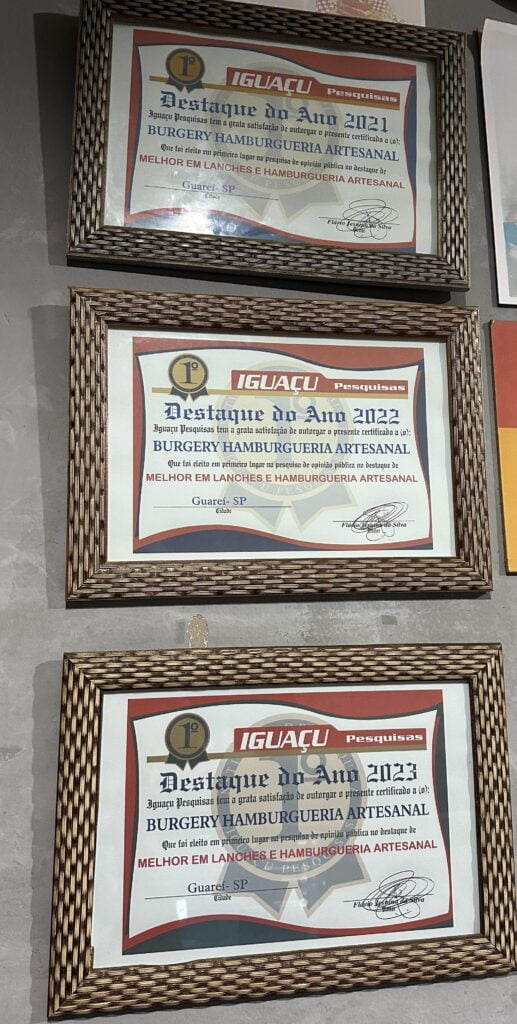 1º
IGUAÇU Pesquisas
Destaque do Ano 2021
Iguaçu Pesquisas tem a grata satisfação de outorgar o presente certificado a (o):
BURGERY HAMBURGUERIA ARTESANAL
Que foi eleito em primeiro lugar na pesquisa de opinião pública no destaque de
MELHOR EM LANCHES E HAMBURGUERIA ARTESANAL
Guareí- SP
Cidade
Flávio da Silva
1º
IGUAÇU Pesquisas
Destaque do Ano 2022
Iguaçu Pesquisas tem a grata satisfação de outorgar o presente certificado a (o):
BURGERY HAMBURGUERIA ARTESANAL
Que foi eleito em primeiro lugar na pesquisa de opinião pública no destaque de
MELHOR EM LANCHES E HAMBURGUERIA ARTESANAL
Guareí- SP
Cidade
Flávio da Silva
1º
IGUAÇU Pesquisas
Destaque do Ano 2023
Iguaçu Pesquisas tem a grata satisfação de outorgar o presente certificado a (o):
BURGERY HAMBURGUERIA ARTESANAL
Que foi eleito em primeiro lugar na pesquisa de opinião pública no destaque de
MELHOR EM LANCHES E HAMBURGUERIA ARTESANAL
Guareí- SP
Cidade
Flávio da Silva